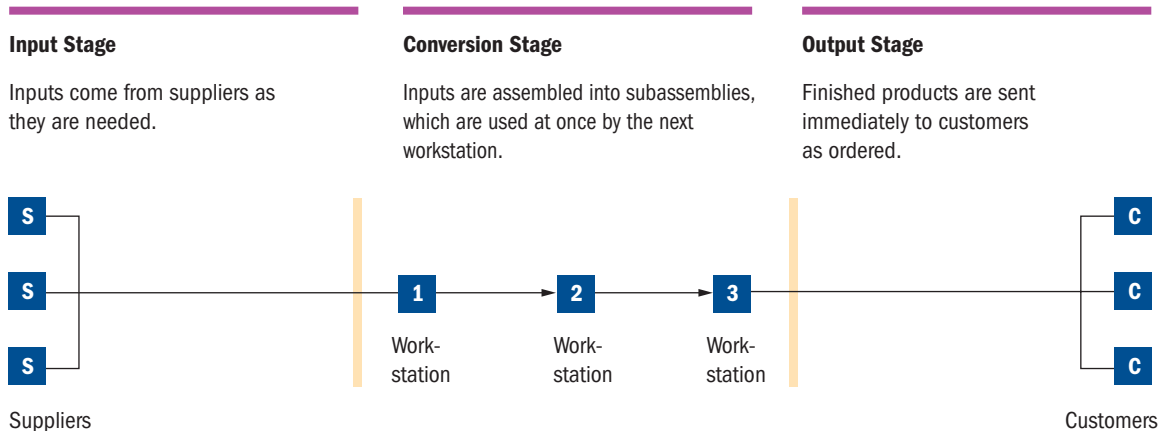 Input Stage
Inputs come from suppliers as
they are needed.
Conversion Stage
Inputs are assembled into subassemblies,
which are used at once by the next
workstation.
Output Stage
Finished products are sent
immediately to customers
as ordered.
S
S
S
Suppliers
1
Work-
station
2
Work-
station
3
Work-
station
C
C
C
Customers